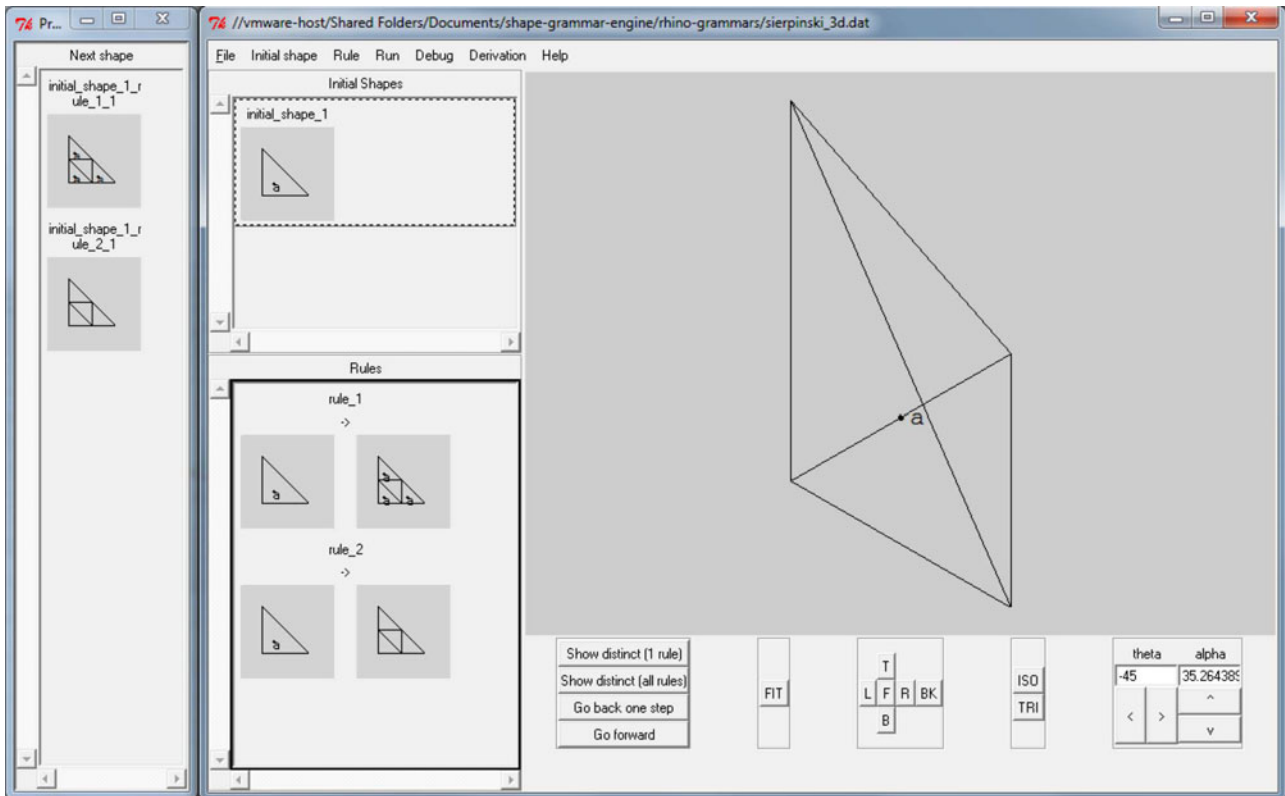 Pr...
Next shape
initial_shape_1_r
ule_1_1
a
a a
initial_shape_1_r
ule_2_1
//vmware-host/Shared Folders/Documents/shape-grammar-engine/rhino-grammars/sierpinski_3d.dat
File Initial shape Rule Run Debug Derivation Help
Initial Shapes
initial_shape_1
a
Rules
rule_1
->
a
a
a a
rule_2
->
a
a
Show distinct (1 rule)
Show distinct (all rules)
Go back one step
Go forward
FIT
T
L F R BK
B
ISO
TRI
theta alpha
-45 35.264389
< >
^
v